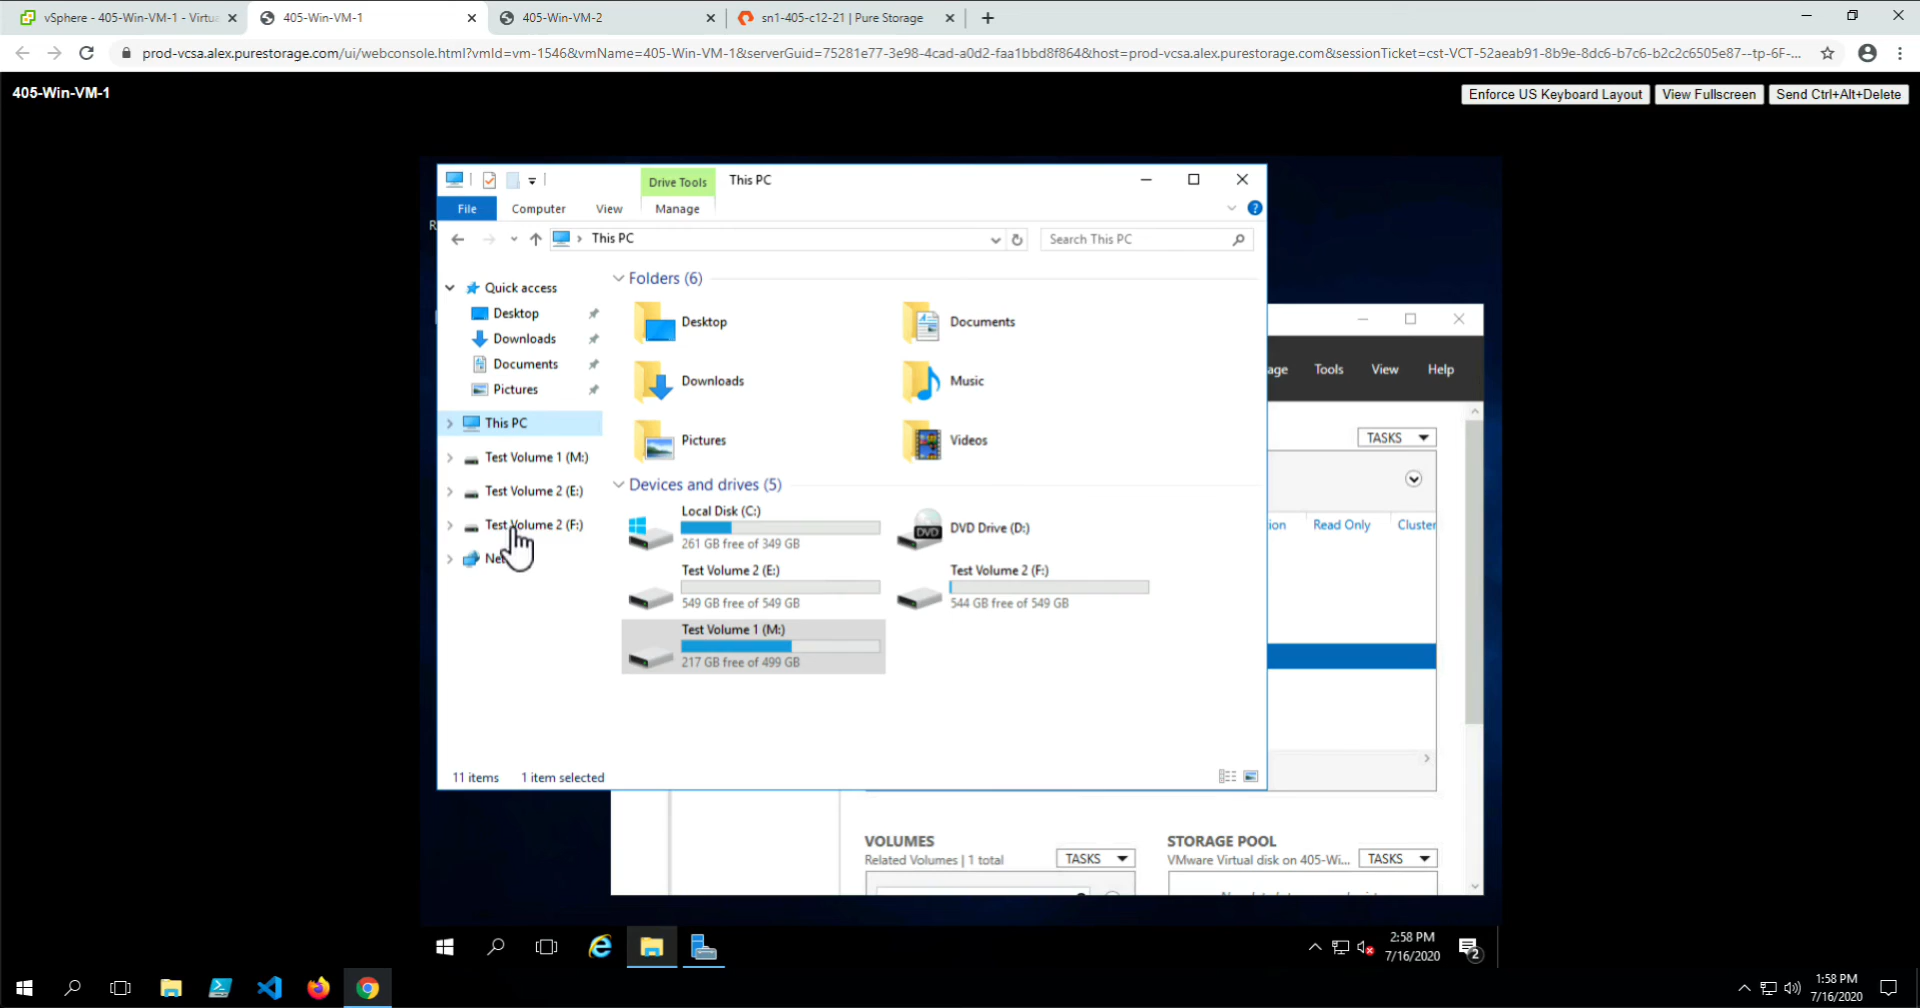 vSphere - 405-Win-VM-1 - Virtu
405-Win-VM-1
405-Win-VM-2
sn1-405-c12-21 | Pure Storage
prod-vcsa.alex.purestorage.com/ui/webconsole.html?vmId=vm-1546&vmName=405-Win-VM-1&serverGuid=75281e77-3e98-4cad-a0d2-faa1bbd8f864&host=prod-vcsa.alex.purestorage.com&sessionTicket=cst-VCT-52aeab91-8b9e-8dc6-b7c6-b2c2c6505e87--tp-6F-...
405-Win-VM-1
Enforce US Keyboard Layout
View Fullscreen
Send Ctrl+Alt+Delete
Drive Tools
This PC
File
Computer
View
Manage
R
This PC
Search This PC
Quick access
Desktop
Downloads
Documents
Pictures
This PC
Test Volume 1 (M:)
Test Volume 2 (E:)
Test Volume 2 (F:)
Folders (6)
Desktop
Documents
Downloads
Music
Pictures
Videos
Devices and drives (5)
Local Disk (C:)
261 GB free of 349 GB
DVD
DVD Drive (D:)
Test Volume 2 (E:)
549 GB free of 549 GB
Test Volume 2 (F:)
544 GB free of 549 GB
Test Volume 1 (M:)
217 GB free of 499 GB
11 items
1 item selected
age
Tools
View
Help
TASKS
ion
Read Only
Cluster
VOLUMES
Related Volumes | 1 total
TASKS
STORAGE POOL
VMware Virtual disk on 405-Wi...
TASKS
2:58 PM
7/16/2020
2
1:58 PM
7/16/2020